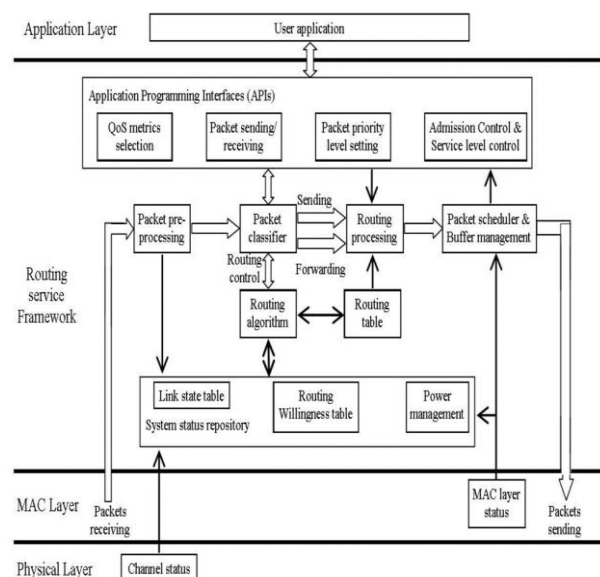 Application Layer
User application
Application Programming Interfaces (APIs)
QoS metrics
selection
Packet sending/
receiving
Packet priority
level setting
Admission Control &
Service level control
Sending
Packet pre-
processing
Packet
classifier
Routing
processing
Packet scheduler &
Buffer management
Routing
control
Forwarding
Routing
service
Framework
Routing
algorithm
Routing
table
Link state table
Routing
Willingness table
Power
management
System status repository
MAC Layer
Packets
receiving
MAC layer
status
Packets
sending
Physical Layer
Channel status